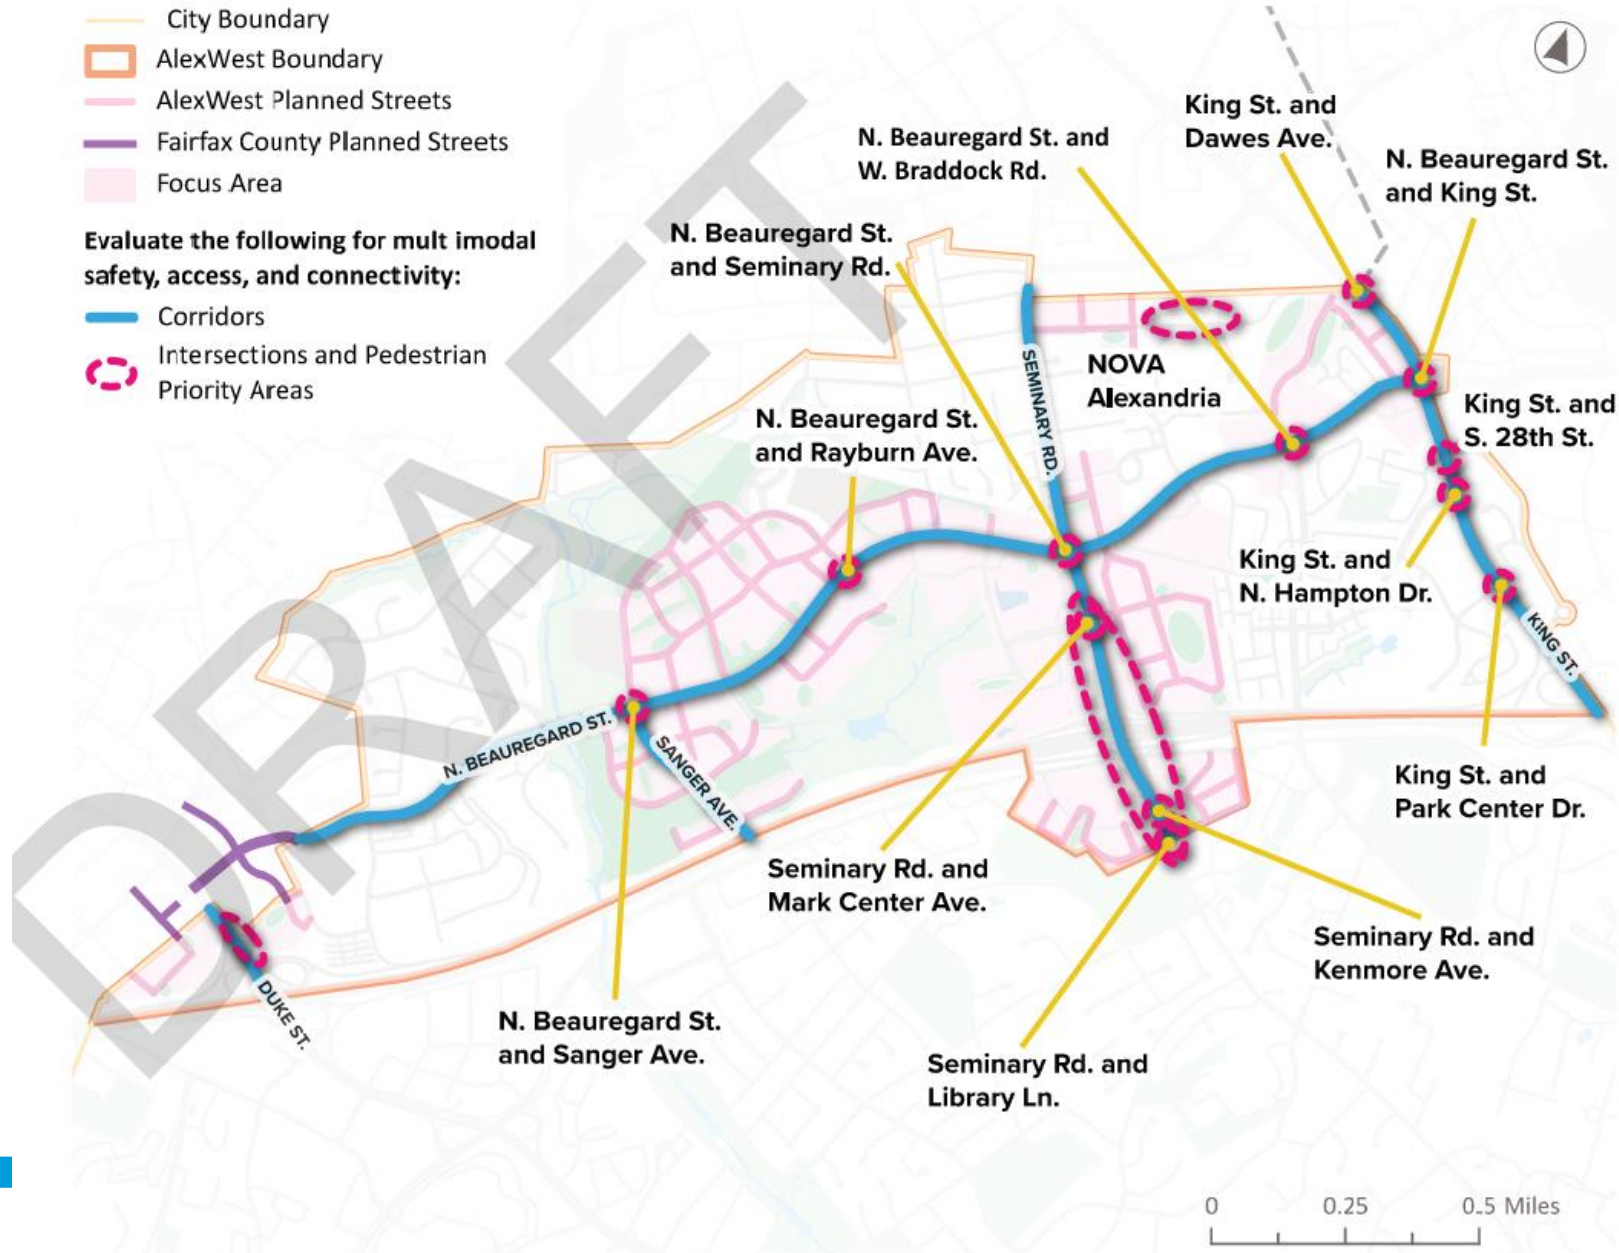 City Boundary
AlexWest Boundary
AlexWest Planned Streets
Fairfax County Planned Streets
Focus Area
Evaluate the following for mult imodal
safety, access, and connectivity:
Corridors
Intersections and Pedestrian
Priority Areas
King St. and
Dawes Ave.
N. Beauregard St. and
W. Braddock Rd.
N. Beauregard St.
and King St.
N. Beauregard St.
and Seminary Rd.
SEMINARY RD.
NOVA
Alexandria
King St. and
S. 28th St.
N. Beauregard St.
and Rayburn Ave.
King St. and
N. Hampton Dr.
KING ST.
N. BEAUREGARD ST.
SANGER AVE.
King St. and
Park Center Dr.
Seminary Rd. and
Mark Center Ave.
Seminary Rd. and
Kenmore Ave.
DUKE ST.
N. Beauregard St.
and Sanger Ave.
Seminary Rd. and
Library Ln.
DRAFT
0 0.25 0.5 Miles